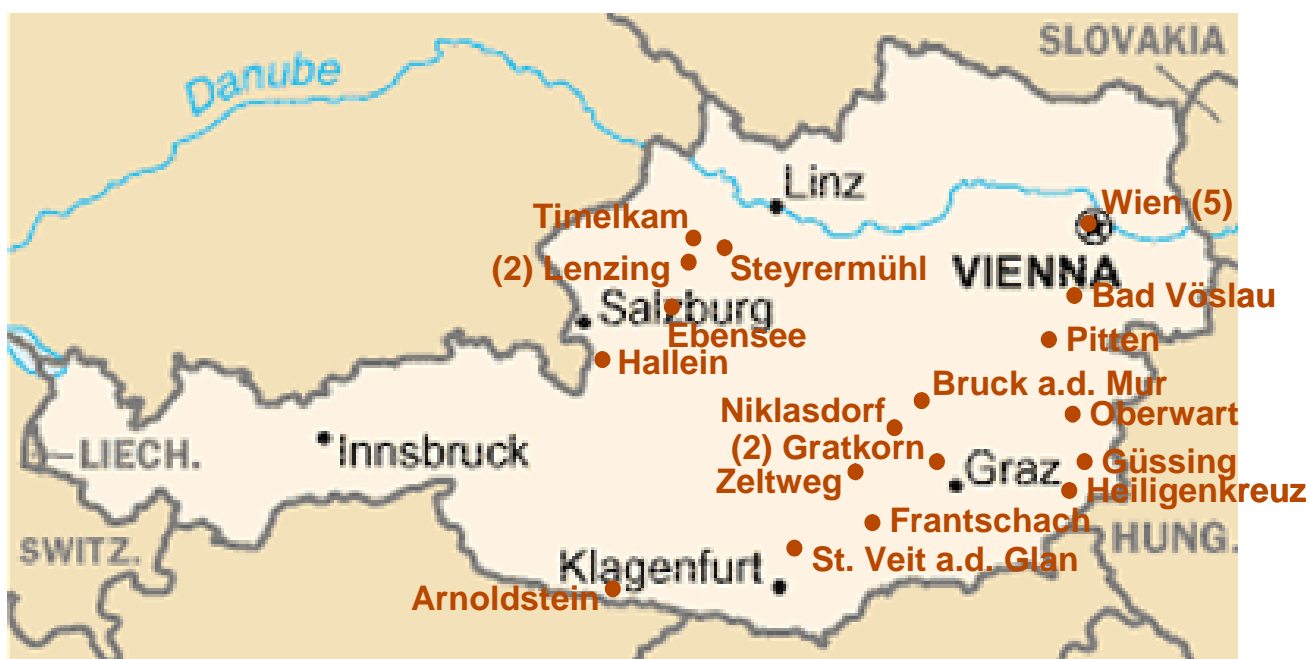 SLOVAKIA
Danube
Linz
Wien (5)
Timelkam
(2) Lenzing
Steyrermühl
VIENNA
Bad Vöslau
Salzburg
Ebensee
Pitten
Hallein
Bruck a.d. Mur
Niklasdorf
Oberwart
Innsbruck
LIECH.
(2) Gratkorn
Graz
Güssing
Zeltweg
Heiligenkreuz
Frantschach
HUNG.
SWITZ.
St. Veit a.d. Glan
Klagenfurt
Arnoldstein